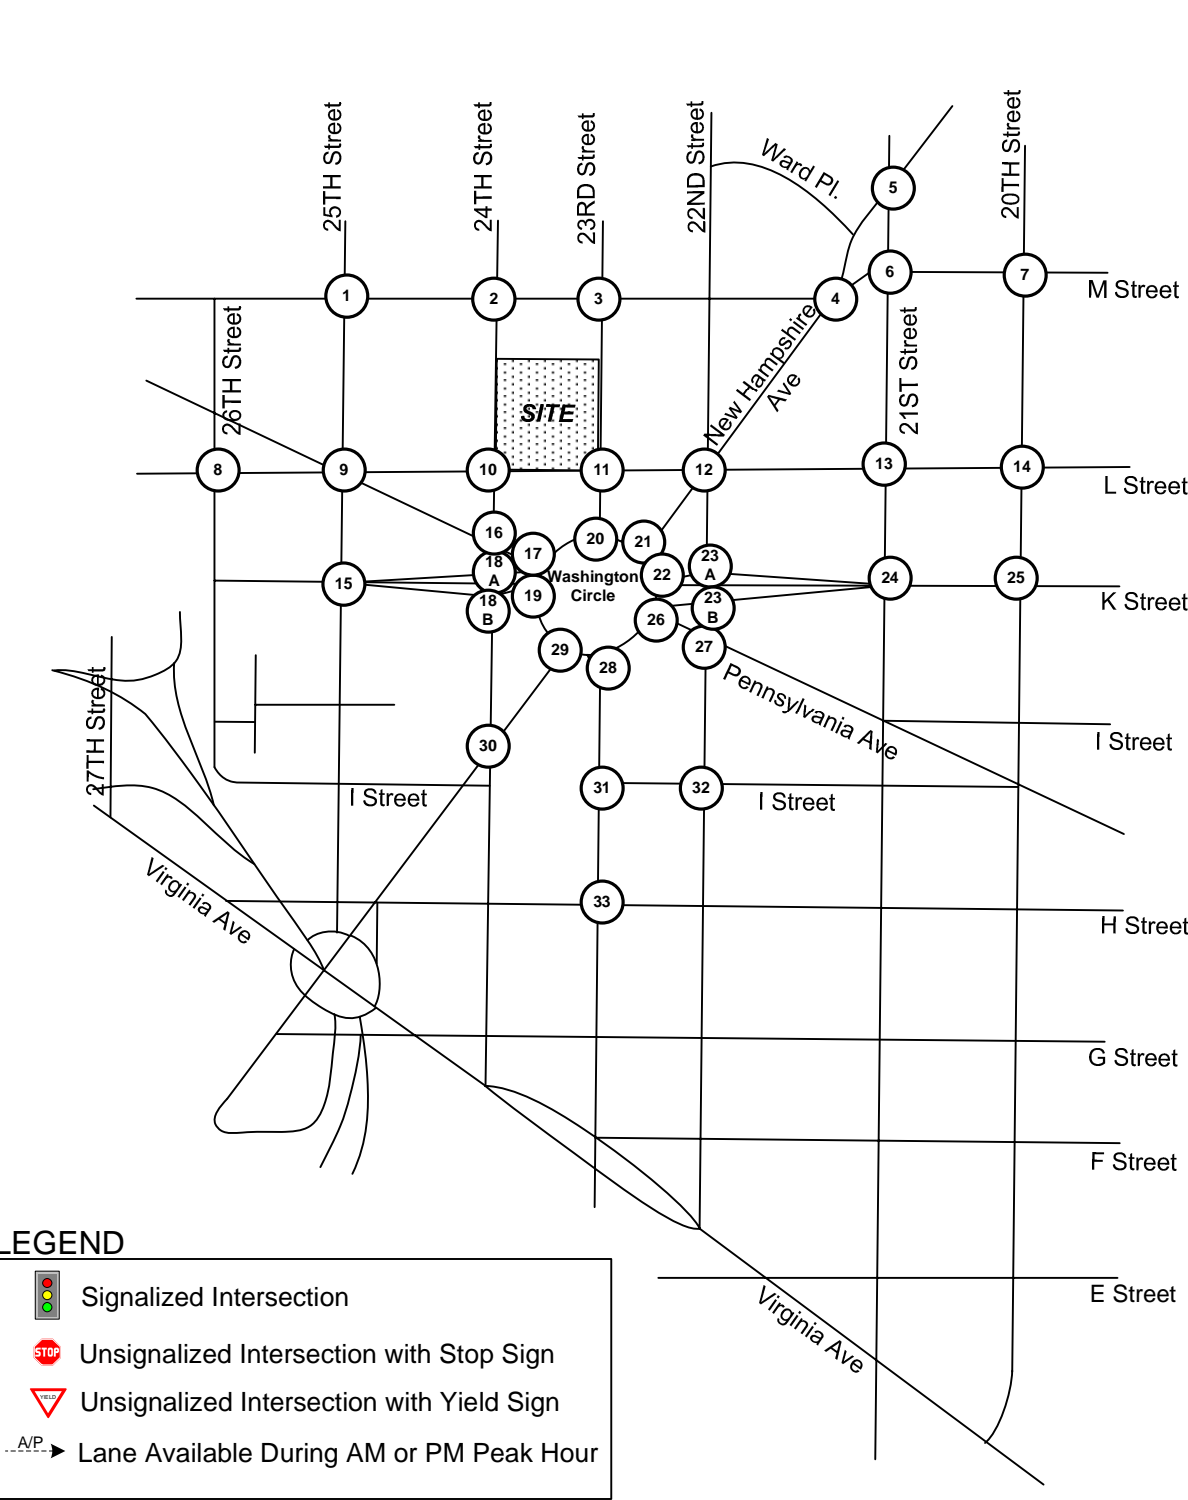 25TH Street
24TH Street
23RD Street
22ND Street
Ward Pl.
20TH Street
5
6
7
M Street
1
2
3
4
26TH Street
SITE
New Hampshire
Ave
21ST Street
8
9
10
11
12
13
14
L Street
16
17
20
21
18
A
Washington
Circle
22
23
A
15
24
25
K Street
19
18
B
23
B
26
27
29
28
27TH Street
Pennsylvania Ave
I Street
30
I Street
31
32
I Street
Virginia Ave
33
H Street
G Street
F Street
E Street
Virginia Ave
LEGEND
Signalized Intersection
STOP
Unsignalized Intersection with Stop Sign
YIELD
Unsignalized Intersection with Yield Sign
A/P
Lane Available During AM or PM Peak Hour